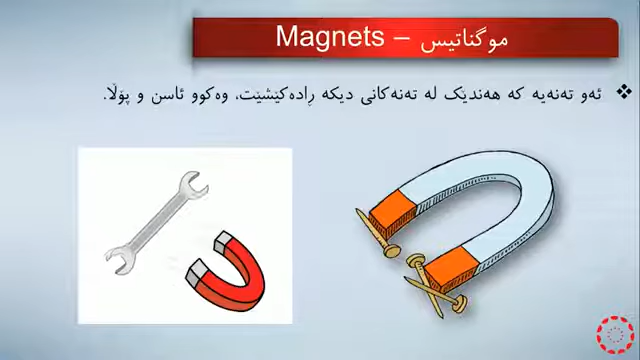 موگناتیس – Magnets
❖ ئەو تەنەیە کە هەندێک لە تەنەکانی دیکە ڕادەکێشێت، وەکوو ئاسن و پۆڵا.